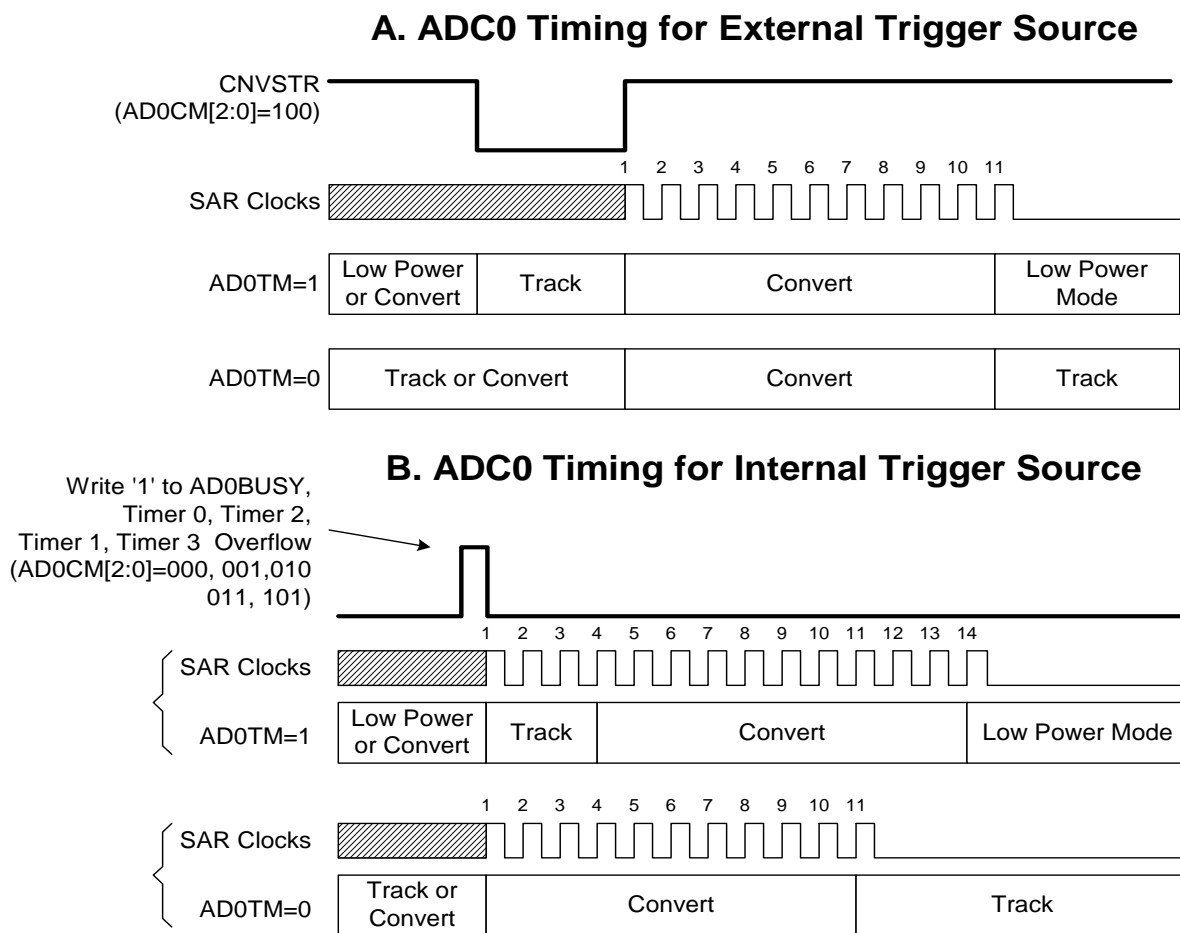 A. ADC0 Timing for External Trigger Source
CNVSTR
(AD0CM[2:0]=100)
1 2 3 4 5 6 7 8 9 10 11
SAR Clocks
AD0TM=1
Low Power
or Convert
Track
Convert
Low Power
Mode
AD0TM=0
Track or Convert
Convert
Track
B. ADC0 Timing for Internal Trigger Source
Write '1' to AD0BUSY,
Timer 0, Timer 2,
Timer 1, Timer 3 Overflow
(AD0CM[2:0]=000, 001,010
011, 101)
1 2 3 4 5 6 7 8 9 10 11 12 13 14
SAR Clocks
AD0TM=1
Low Power
or Convert
Track
Convert
Low Power Mode
1 2 3 4 5 6 7 8 9 10 11
SAR Clocks
AD0TM=0
Track or
Convert
Convert
Track